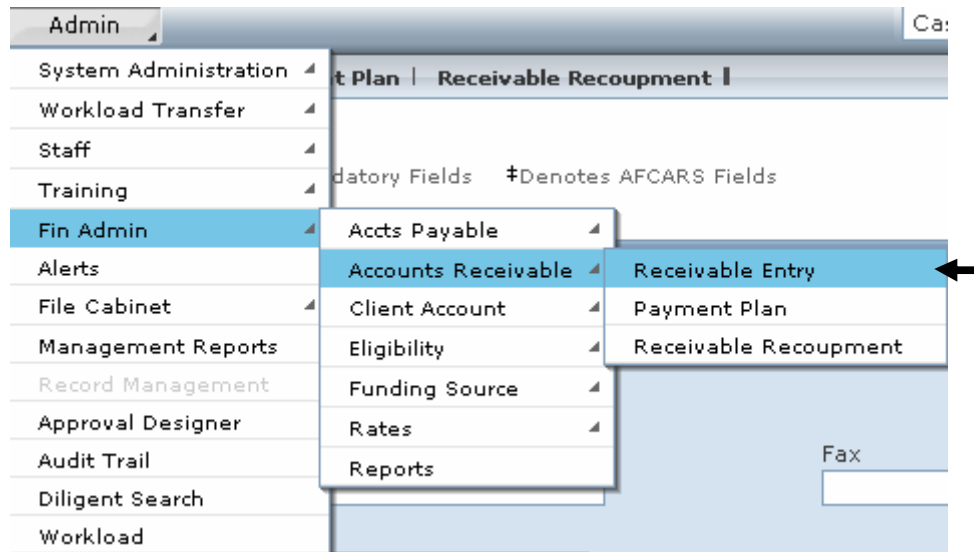 Admin
Cas
System Administration
t Plan | Receivable Recoupment
Workload Transfer
Staff
datory Fields ‡Denotes AFCARS Fields
Training
Fin Admin
Accts Payable
Alerts
Accounts Receivable
Receivable Entry
File Cabinet
Client Account
Payment Plan
Management Reports
Eligibility
Receivable Recoupment
Record Management
Funding Source
Approval Designer
Rates
Audit Trail
Fax
Reports
Diligent Search
Workload